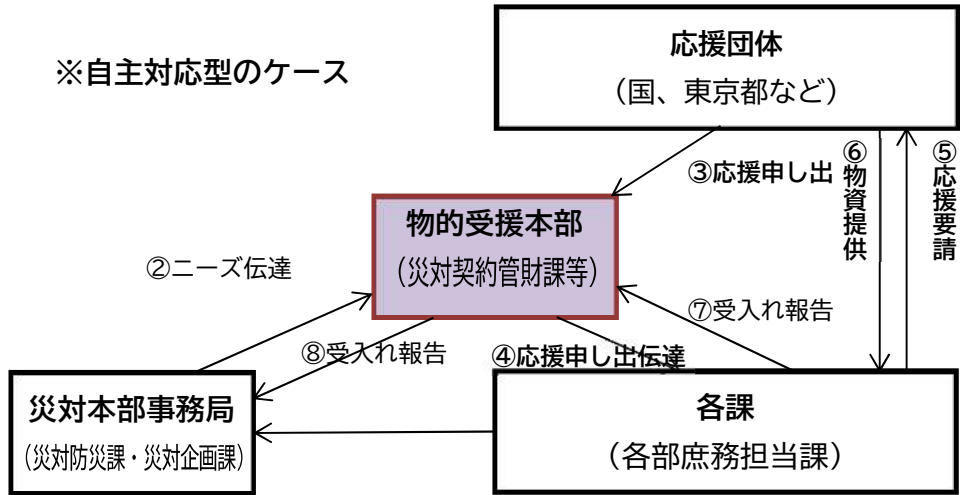 ※自主対応型のケース
応援団体
（国、東京都など）
③応援申し出
⑥物資提供
⑤応援要請
物的受援本部
（災対契約管財課等）
②ニーズ伝達
⑦受入れ報告
⑧受入れ報告
④応援申し出伝達
災対本部事務局
（災対防災課・災対企画課）
各課
（各部庶務担当課）